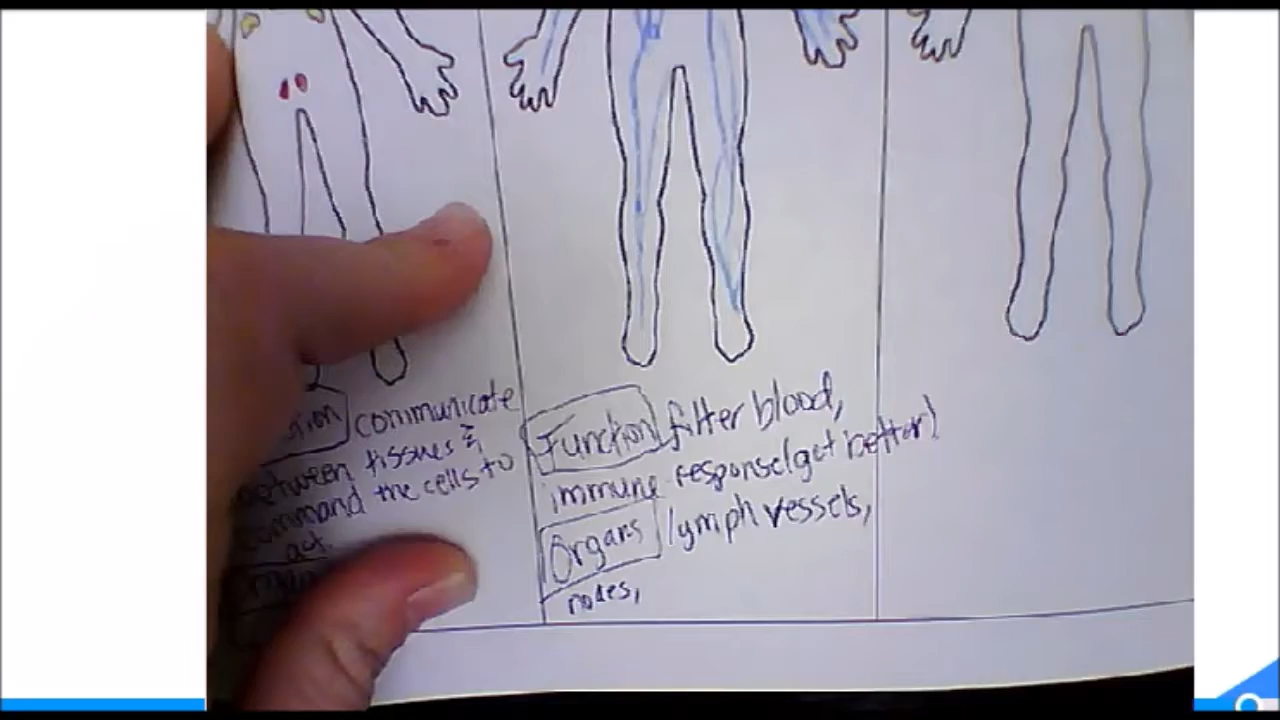 communicate
between tissues &
command the cells to
act.
Function filter blood,
immune response(get better)
Organs lymph vessels,
nodes,